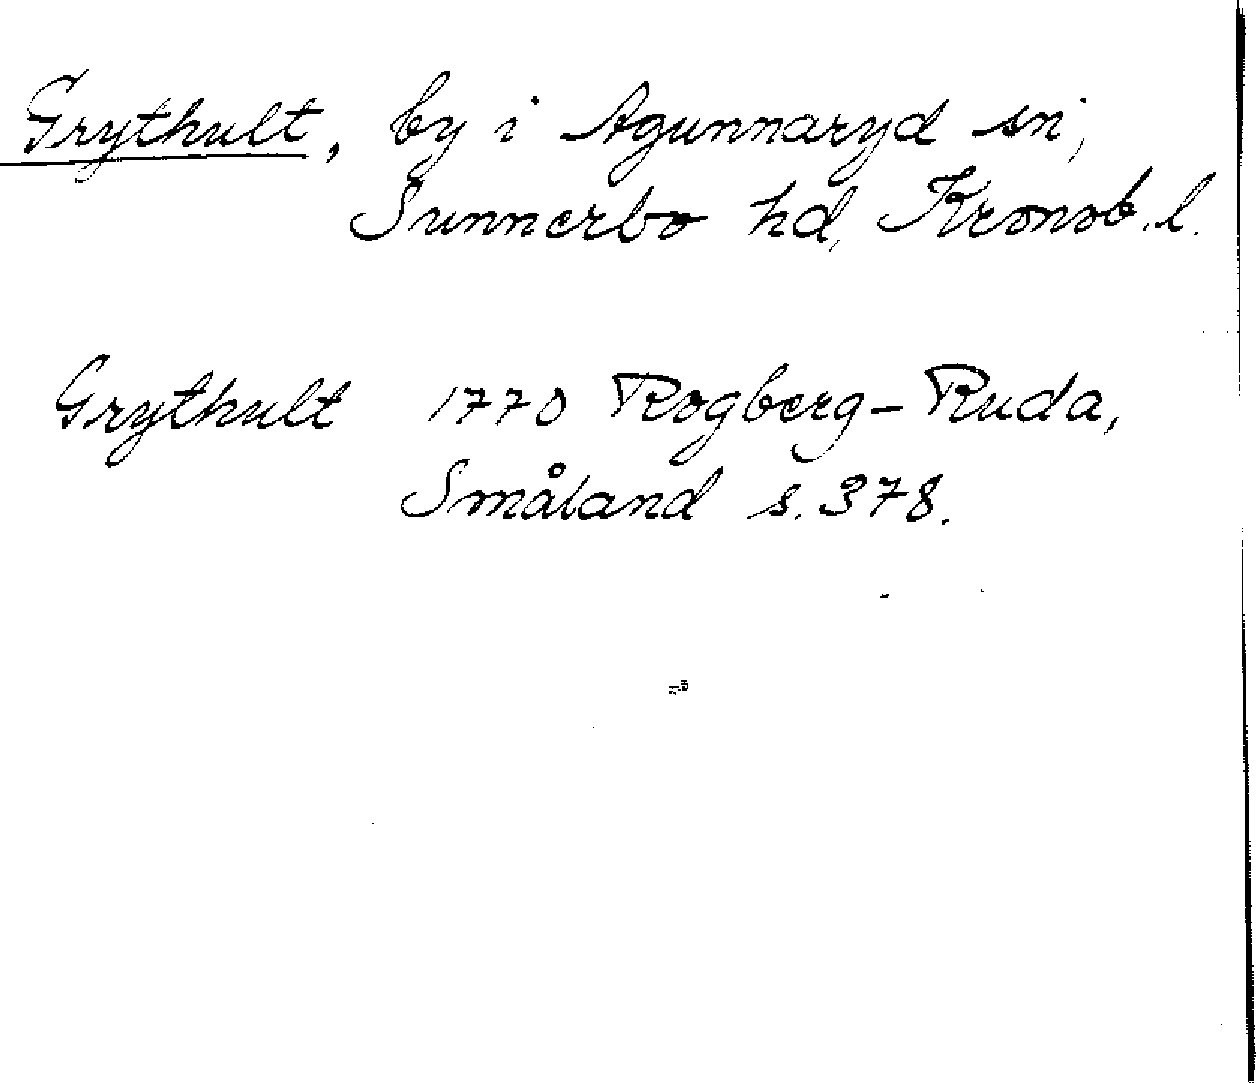 Grythult, by i Agunnaryd sn,
Sunnerbo hd, Kronob. l.
Grythult 1770 Rogberg-Ruda,
Småland s. 378.